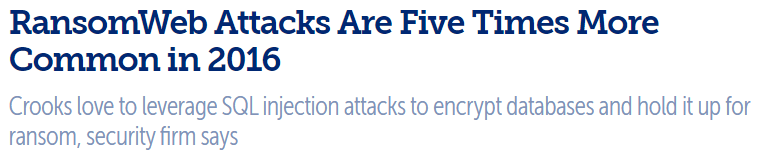 RansomWeb Attacks Are Five Times More
Common in 2016
Crooks love to leverage SQL injection attacks to encrypt databases and hold it up for
ransom, security firm says